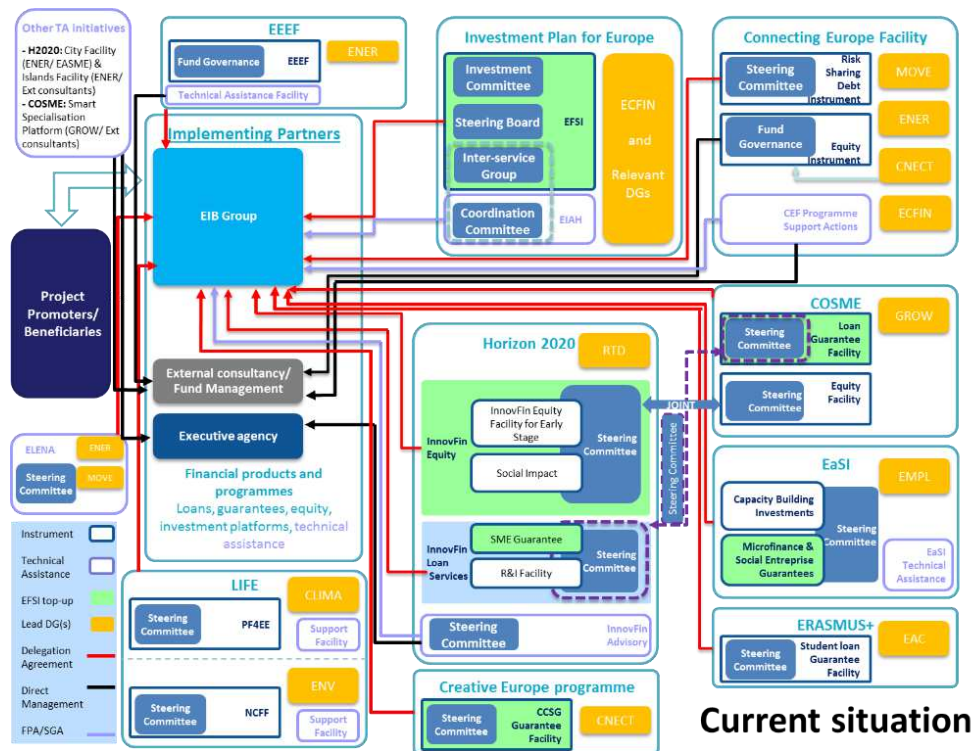 Other TA initiatives
- H2020: City Facility
(ENER/ EASME) &
Islands Facility (ENER/
Ext consultants)
- COSME: Smart
Specialisation
Platform (GROW/ Ext
consultants)
EEEF
Fund Governance
EEEF
ENER
Technical Assistance Facility
Implementing Partners
EIB Group
External consultancy/
Fund Management
Executive agency
Financial products and
programmes
Loans, guarantees, equity,
investment platforms, technical
assistance
Project
Promoters/
Beneficiaries
ELENA
ENER
Steering
Committee
MOVE
Instrument
Technical
Assistance
EFSI top-up
Lead DG(s)
Delegation
Agreement
Direct
Management
FPA/SGA
LIFE
CLIMA
Steering
Committee
PF4EE
Support
Facility
ENV
Steering
Committee
NCFF
Support
Facility
Investment Plan for Europe
Investment
Committee
Steering Board
EFSI
Inter-service
Group
Coordination
Committee
EIAH
ECFIN
and
Relevant
DGs
Connecting Europe Facility
Steering
Committee
Risk
Sharing
Debt
Instrument
MOVE
Fund
Governance
Equity
Instrument
ENER
CNECT
CEF Programme
Support Actions
ECFIN
Horizon 2020
RTD
InnovFin
Equity
InnovFin Equity
Facility for Early
Stage
Social Impact
Steering
Committee
InnovFin
Loan
Services
SME Guarantee
R&I Facility
Steering
Committee
Steering
Committee
InnovFin
Advisory
JOINT
Steering Committee
COSME
GROW
Steering
Committee
Loan
Guarantee
Facility
Steering
Committee
Equity
Facility
EaSI
EMPL
Capacity Building
Investments
Microfinance &
Social Entreprise
Guarantees
Steering
Committee
EaSI
Technical
Assistance
ERASMUS+
EAC
Steering
Committee
Student loan
Guarantee
Facility
Creative Europe programme
Steering
Committee
CCSG
Guarantee
Facility
CNECT
Current situation